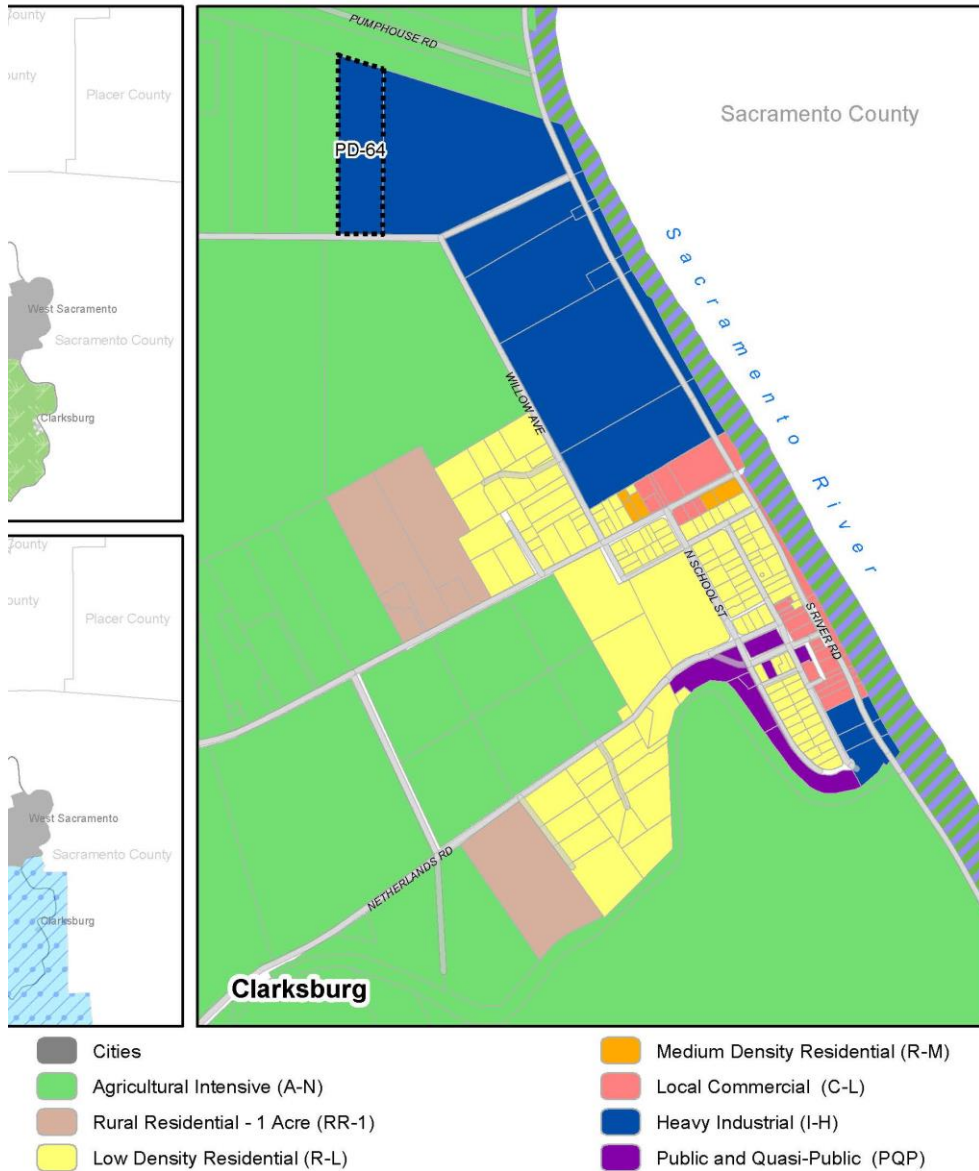 County
ounty
Placer County
West Sacramento
Sacramento County
Clarksburg
County
ounty
Placer County
West Sacramento
Sacramento County
Clarksburg
PUMPHOUSE RD
Sacramento County
PD-64
Sacramento River
WILLOW AVE
N SCHOOL ST
S RIVER RD
NETHERLANDS RD
Clarksburg
Cities
Agricultural Intensive (A-N)
Rural Residential - 1 Acre (RR-1)
Low Density Residential (R-L)
Medium Density Residential (R-M)
Local Commercial (C-L)
Heavy Industrial (I-H)
Public and Quasi-Public (PQP)